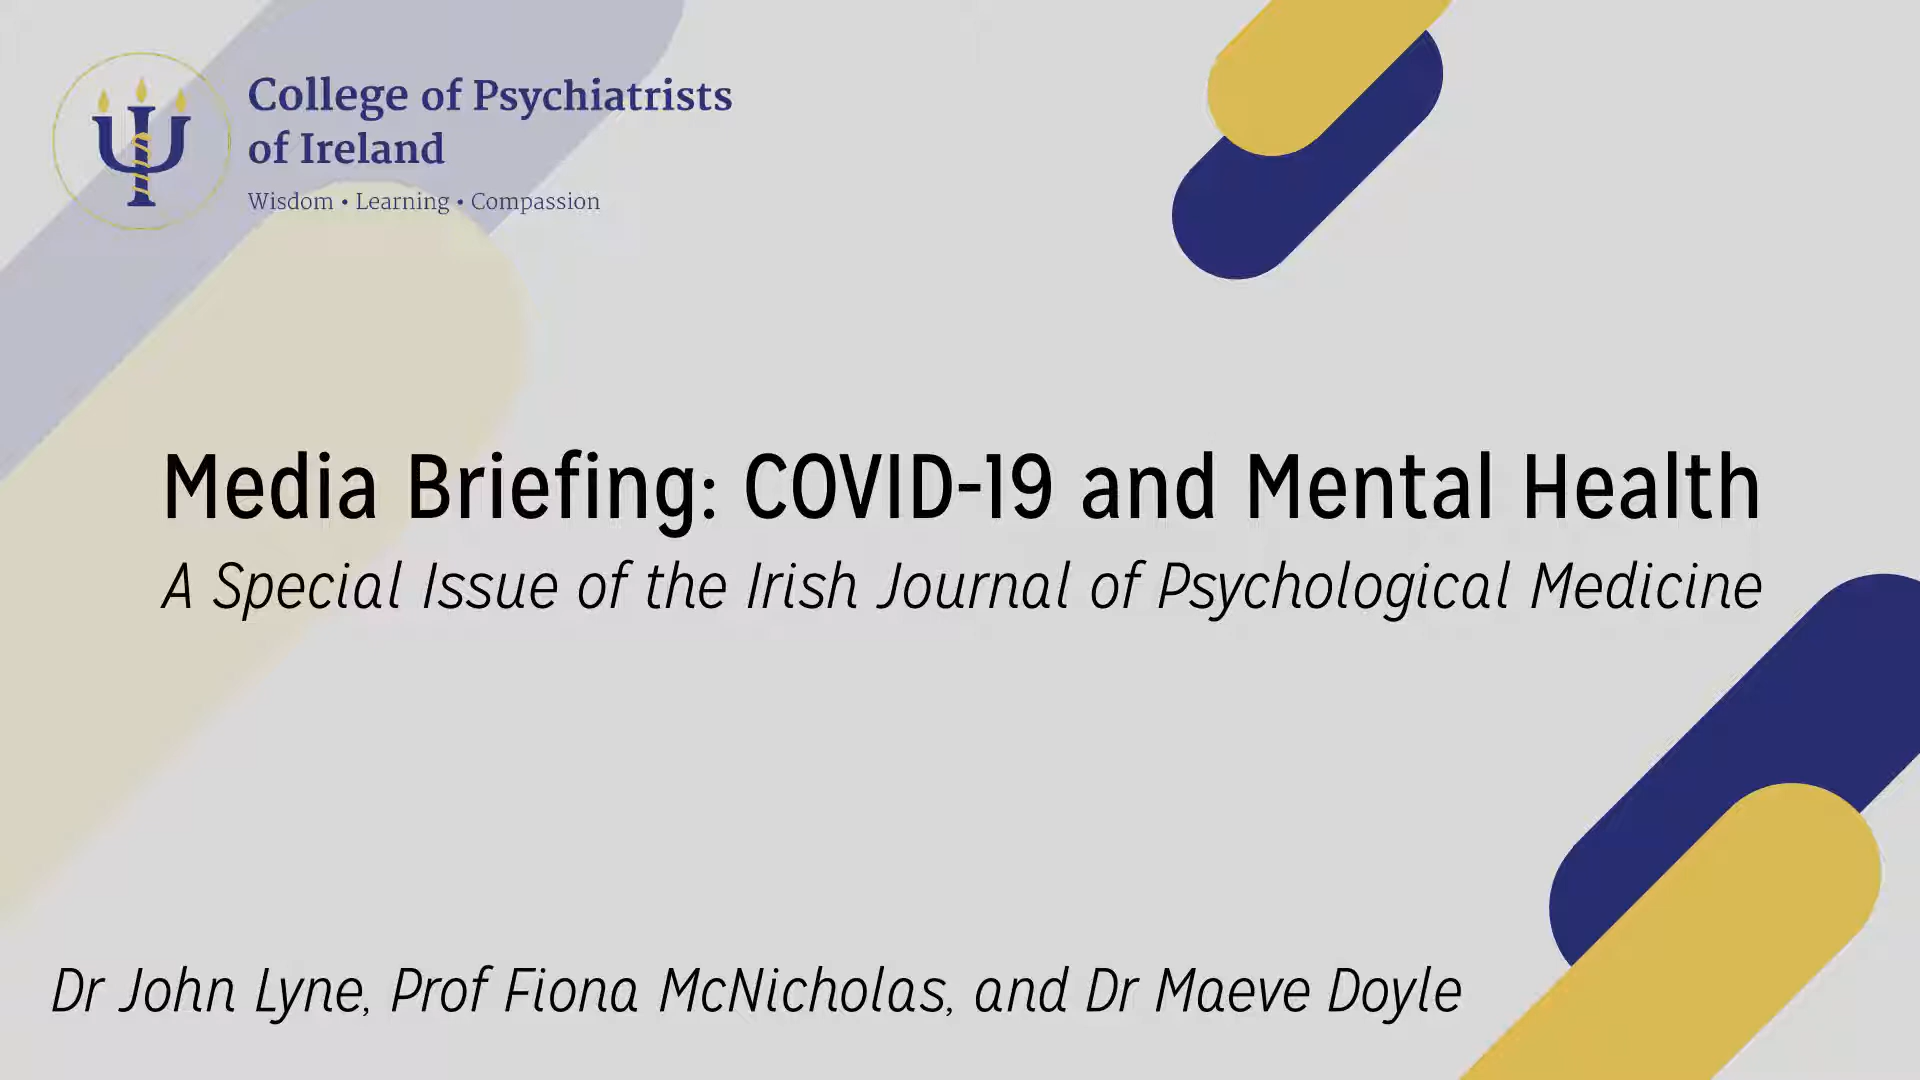 College of Psychiatrists
of Ireland
Wisdom • Learning • Compassion
Media Briefing: COVID-19 and Mental Health
A Special Issue of the Irish Journal of Psychological Medicine
Dr John Lyne, Prof Fiona McNicholas, and Dr Maeve Doyle